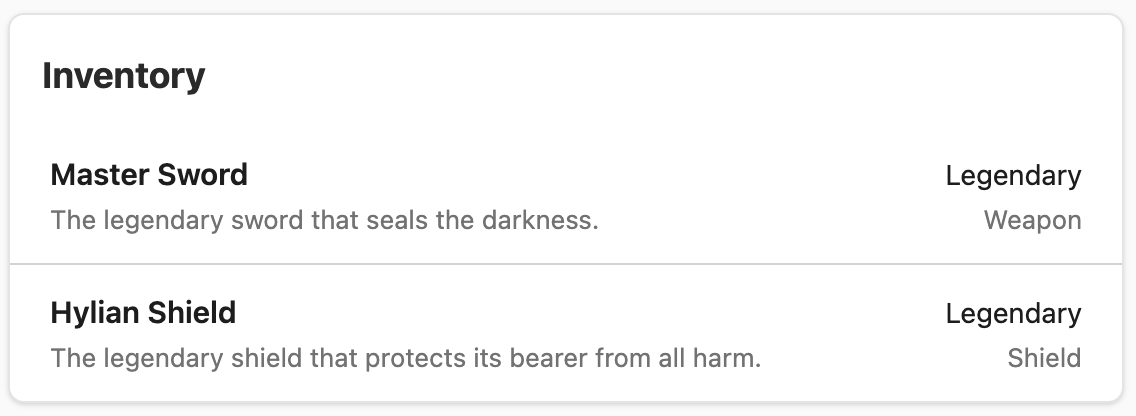 Inventory
Master Sword
Legendary
The legendary sword that seals the darkness.
Weapon
Hylian Shield
Legendary
The legendary shield that protects its bearer from all harm.
Shield